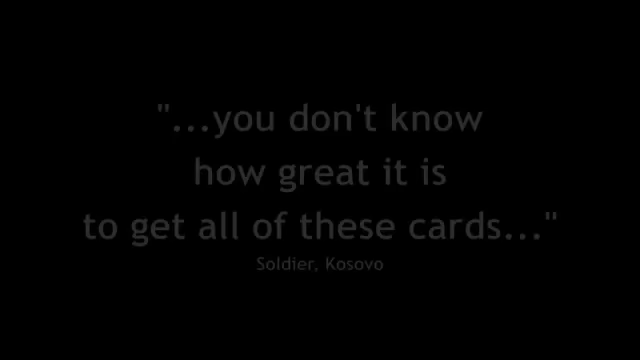 "...you don't know
how great it is
to get all of these cards..."
Soldier, Kosovo